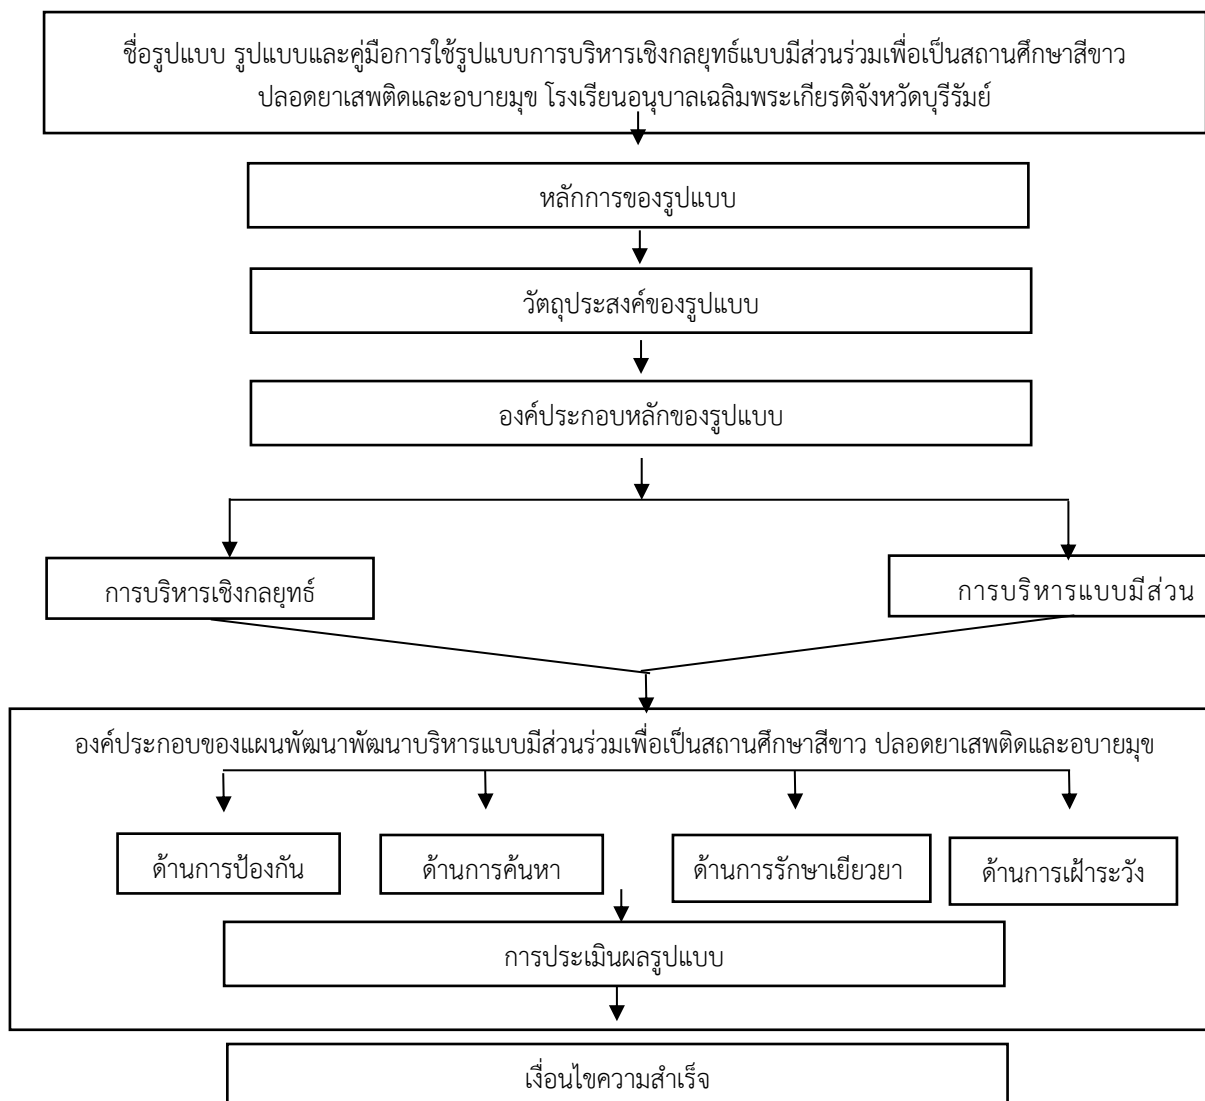 ชื่อรูปแบบ รูปแบบและคู่มือการใช้รูปแบบการบริหารเชิงกลยุทธ์แบบมีส่วนร่วมเพื่อเป็นสถานศึกษาสีขาว
ปลอดยาเสพติดและอบายมุข โรงเรียนอนุบาลเฉลิมพระเกียรติจังหวัดบุรีรัมย์
หลักการของรูปแบบ
วัตถุประสงค์ของรูปแบบ
องค์ประกอบหลักของรูปแบบ
การบริหารเชิงกลยุทธ์
การบริหารแบบมีส่วน
องค์ประกอบของแผนพัฒนาพัฒนาบริหารแบบมีส่วนร่วมเพื่อเป็นสถานศึกษาสีขาว ปลอดยาเสพติดและอบายมุข
ด้านการป้องกัน
ด้านการค้นหา
ด้านการรักษาเยียวยา
ด้านการเฝ้าระวัง
การประเมินผลรูปแบบ
เงื่อนไขความสำเร็จ